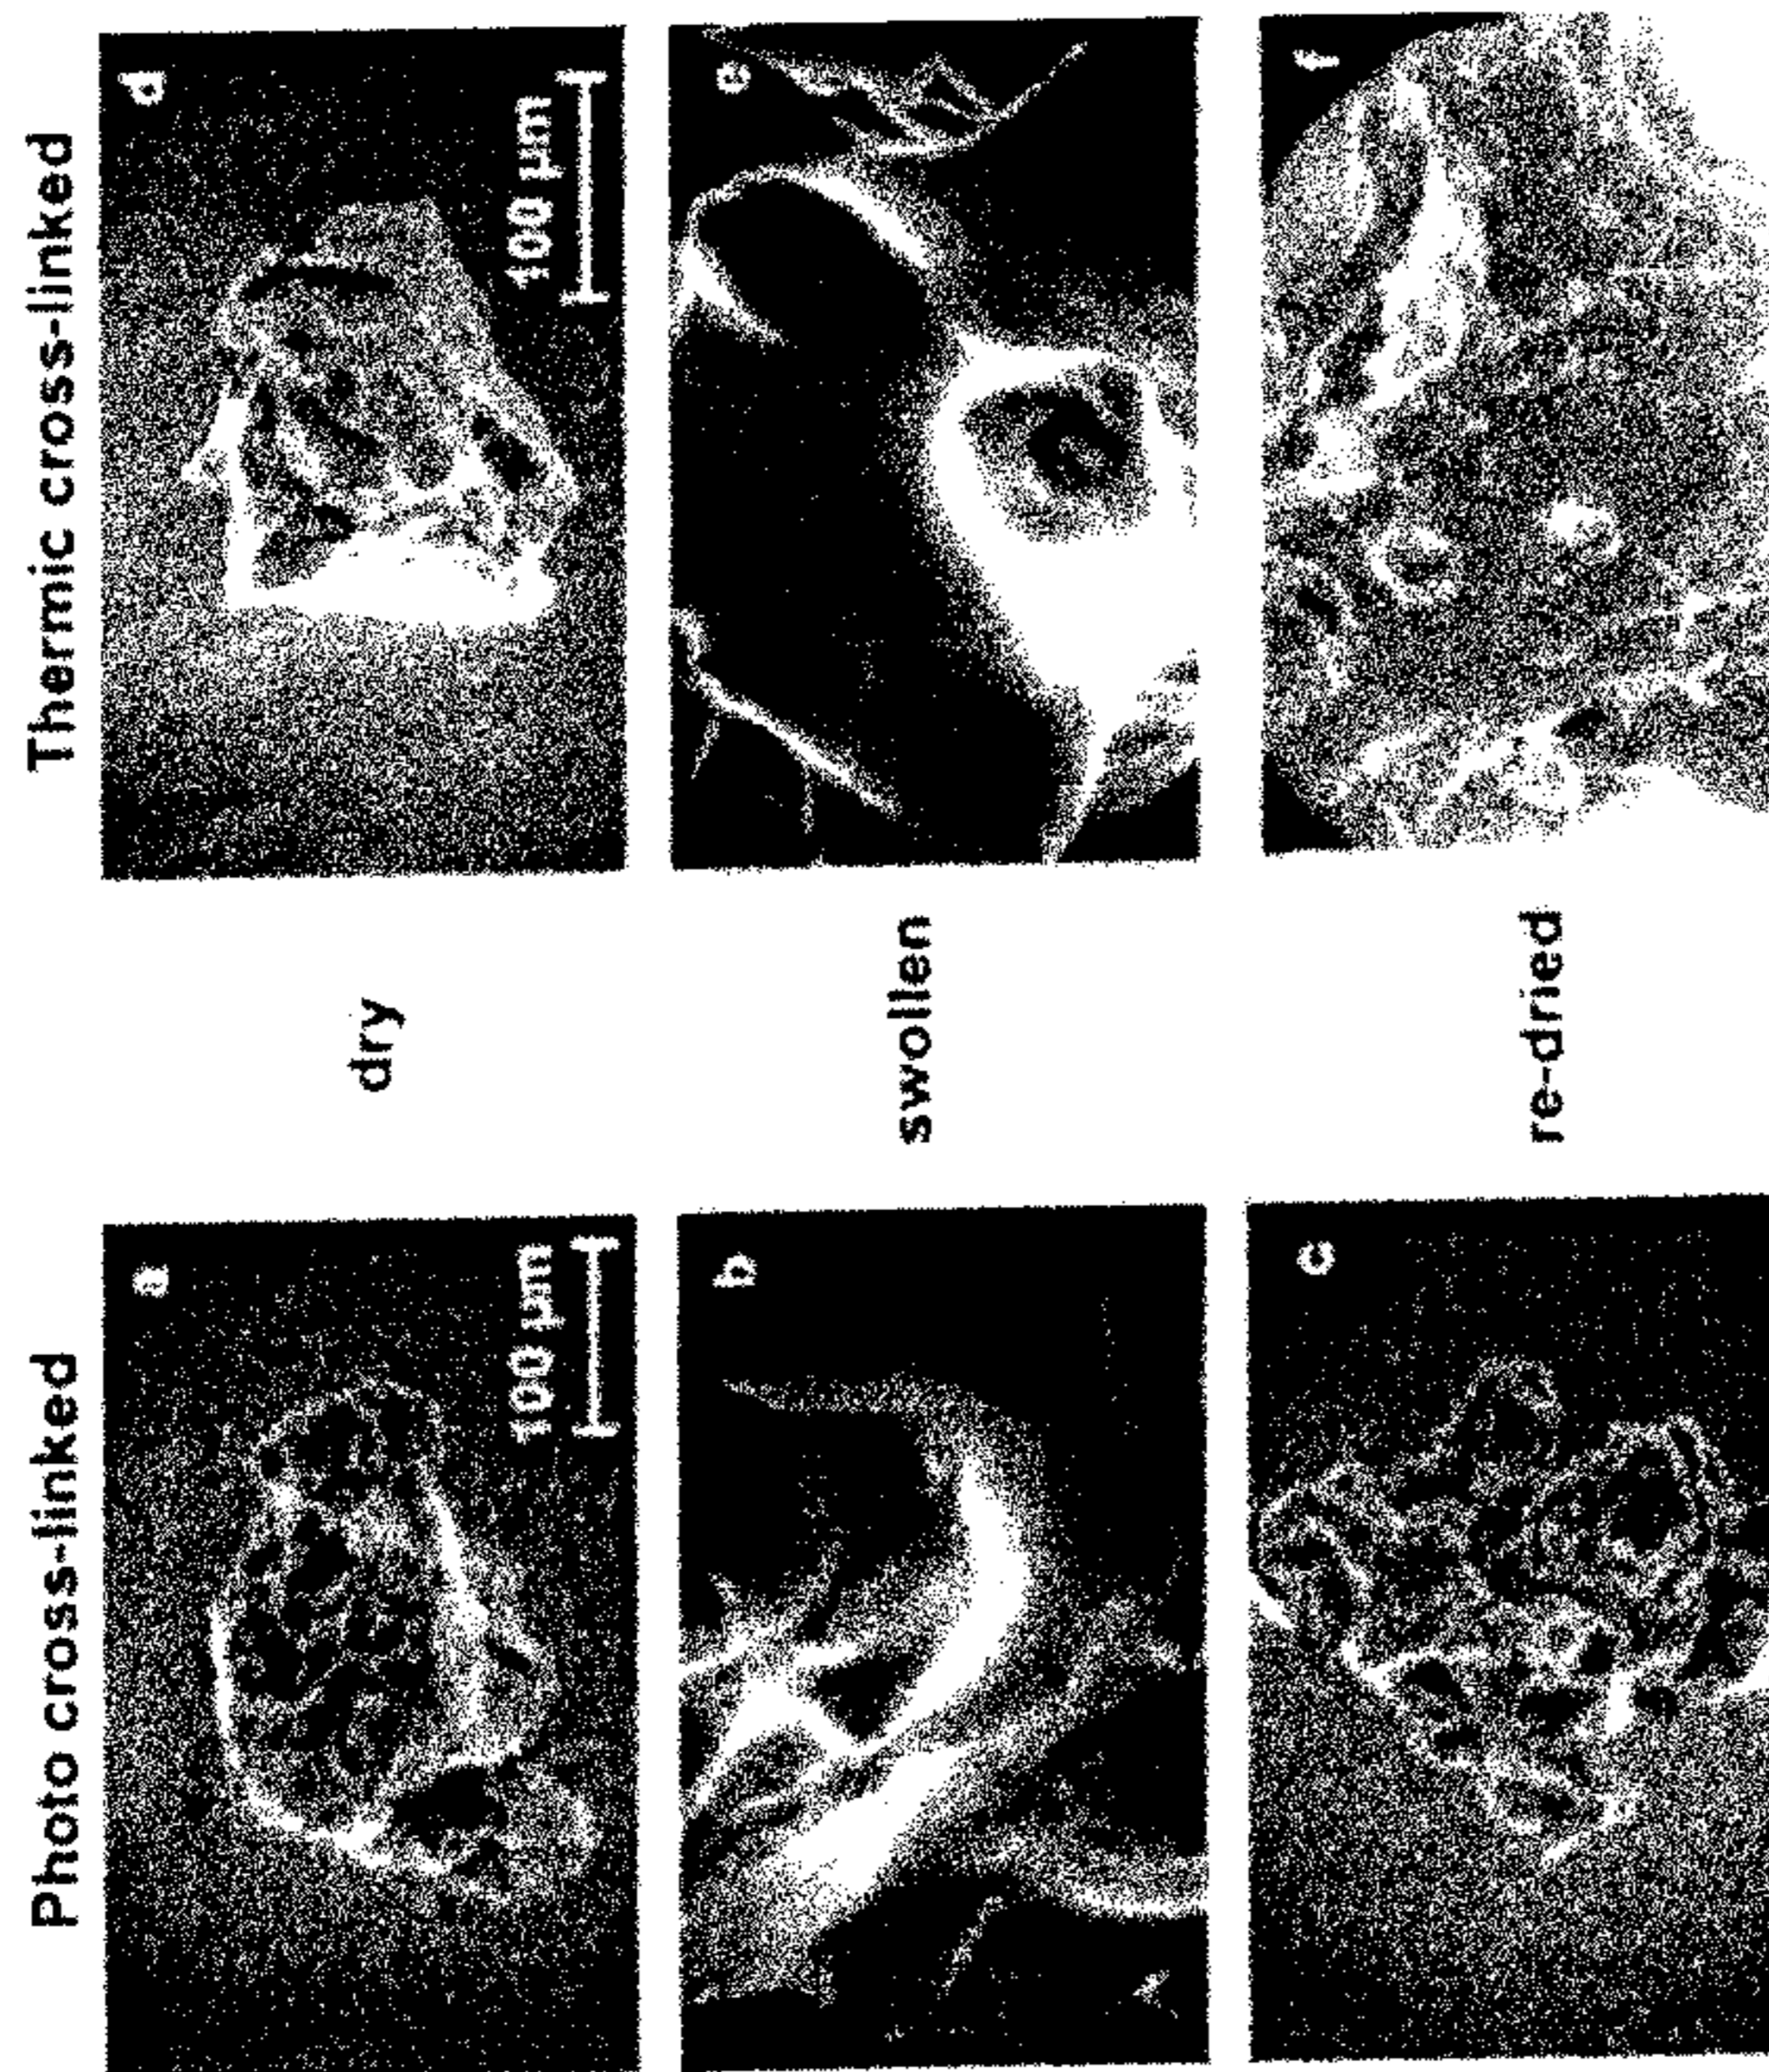 Photo cross-linked Thermic cross-linked
a dry d
100 µm 100 µm
b swollen e
c re-dried f